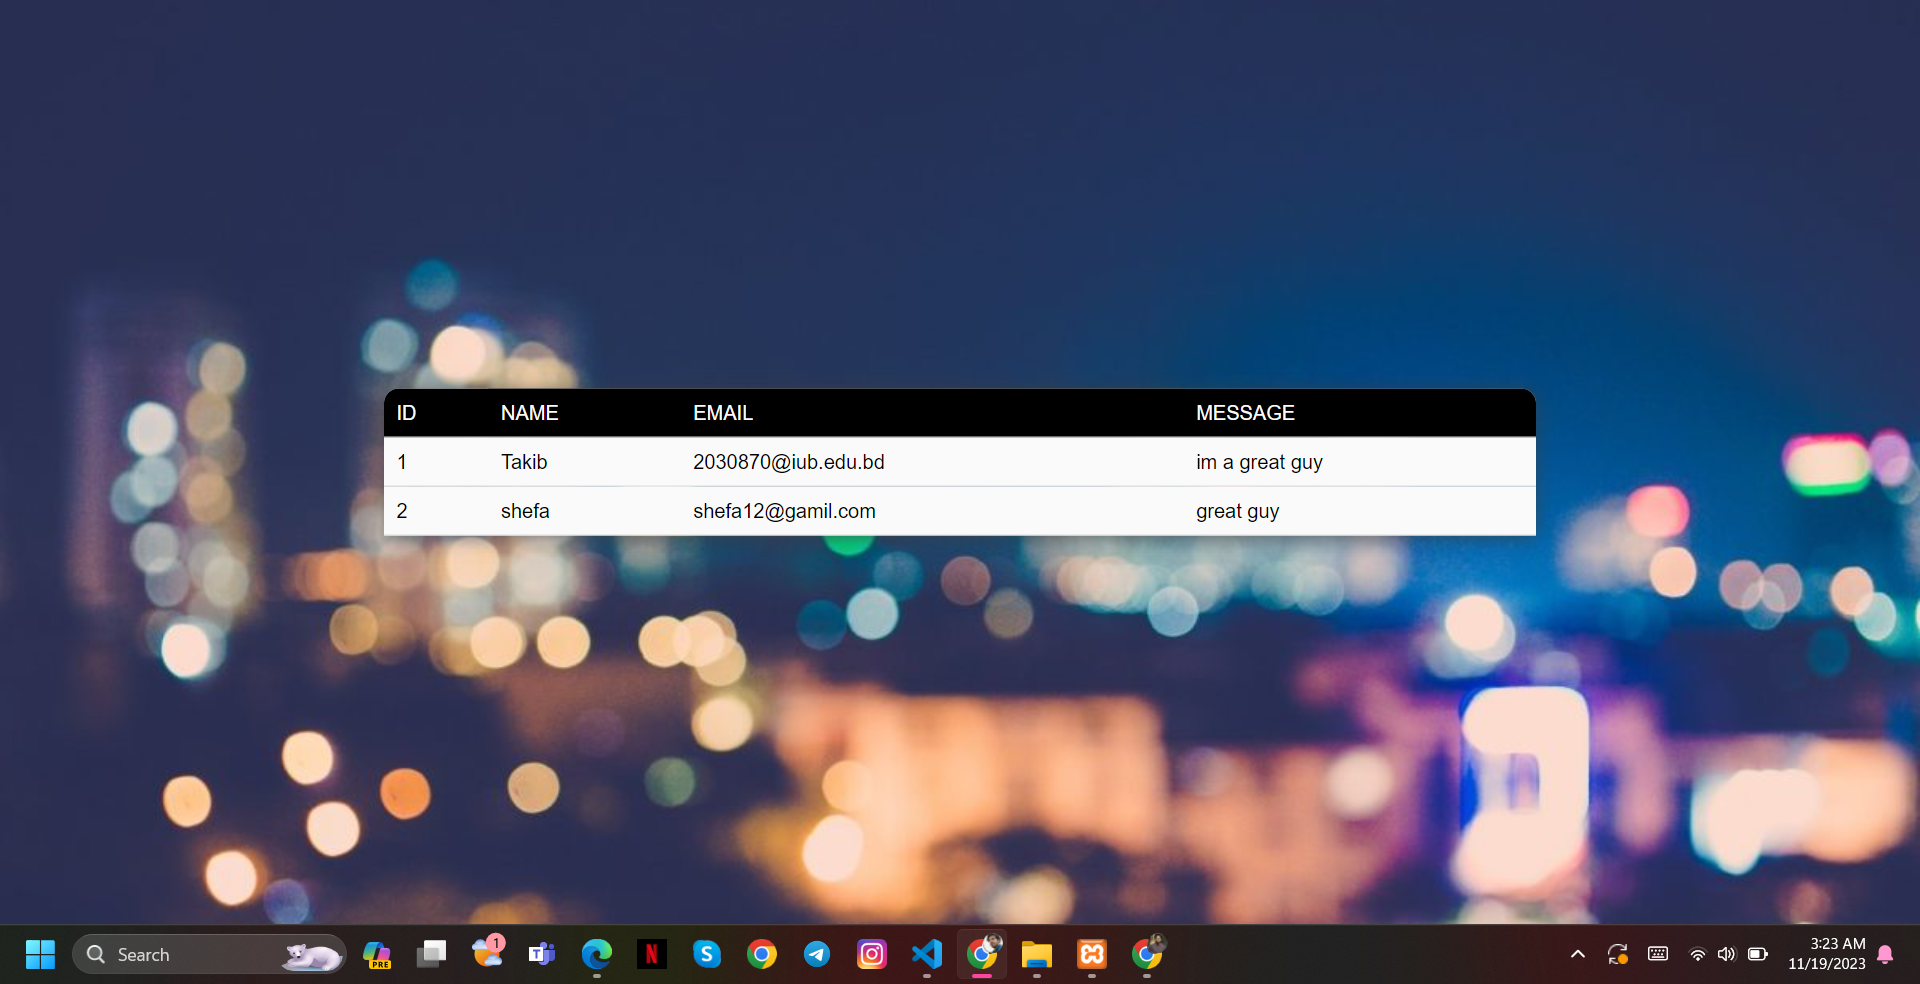 ID NAME EMAIL MESSAGE
1 Takib 2030870@iub.edu.bd im a great guy
2 shefa shefa12@gamil.com great guy
Search
PRE
1
T
N
S
3:23 AM
11/19/2023